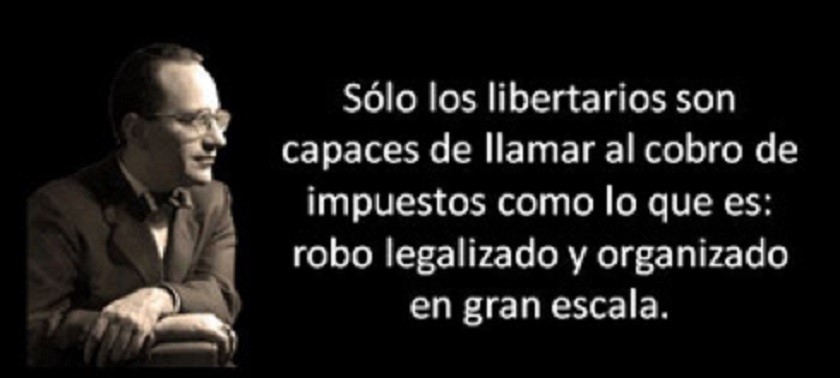 Sólo los libertarios son
capaces de llamar al cobro de
impuestos como lo que es:
robo legalizado y organizado
en gran escala.